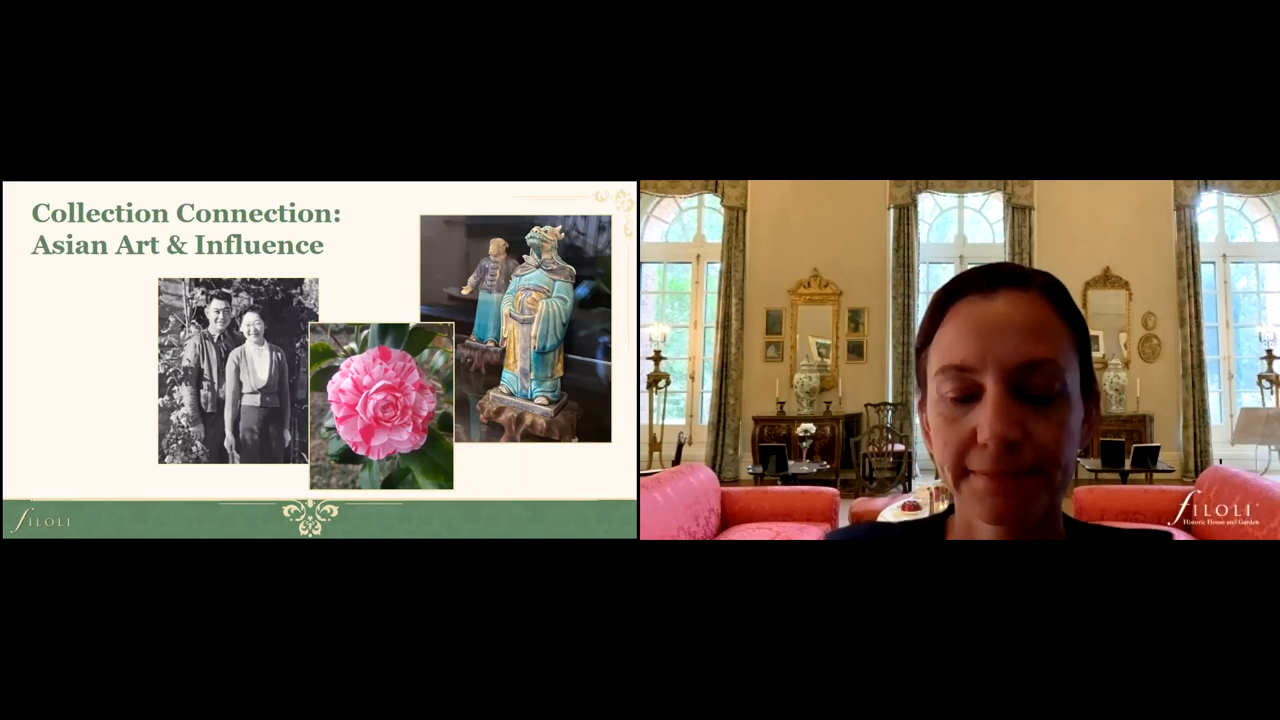 Collection Connection:
Asian Art & Influence
FILOLI
FILOLI
Historic House and Garden